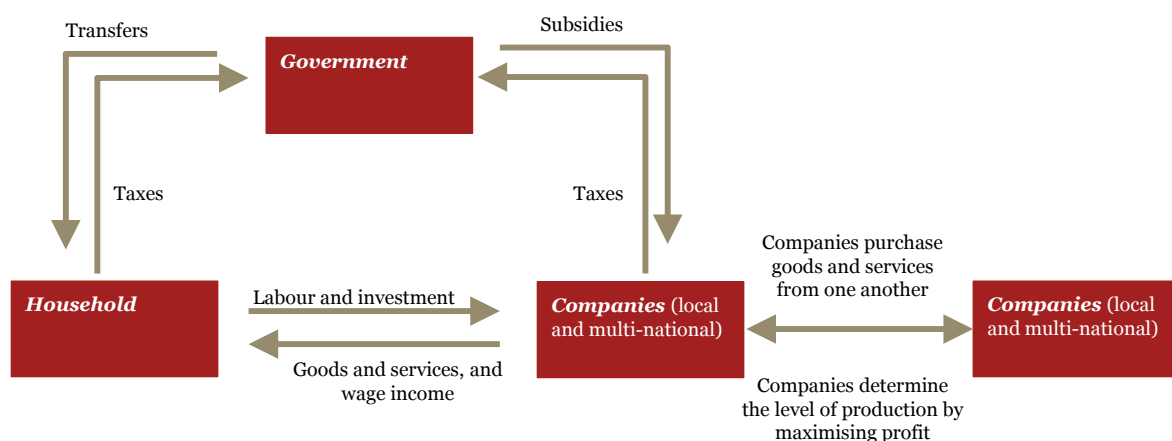 Transfers
Subsidies
Government
Taxes
Taxes
Companies purchase
goods and services
from one another
Household
Labour and investment
Companies (local
and multi-national)
Companies (local
and multi-national)
Goods and services, and
wage income
Companies determine
the level of production by
maximising profit